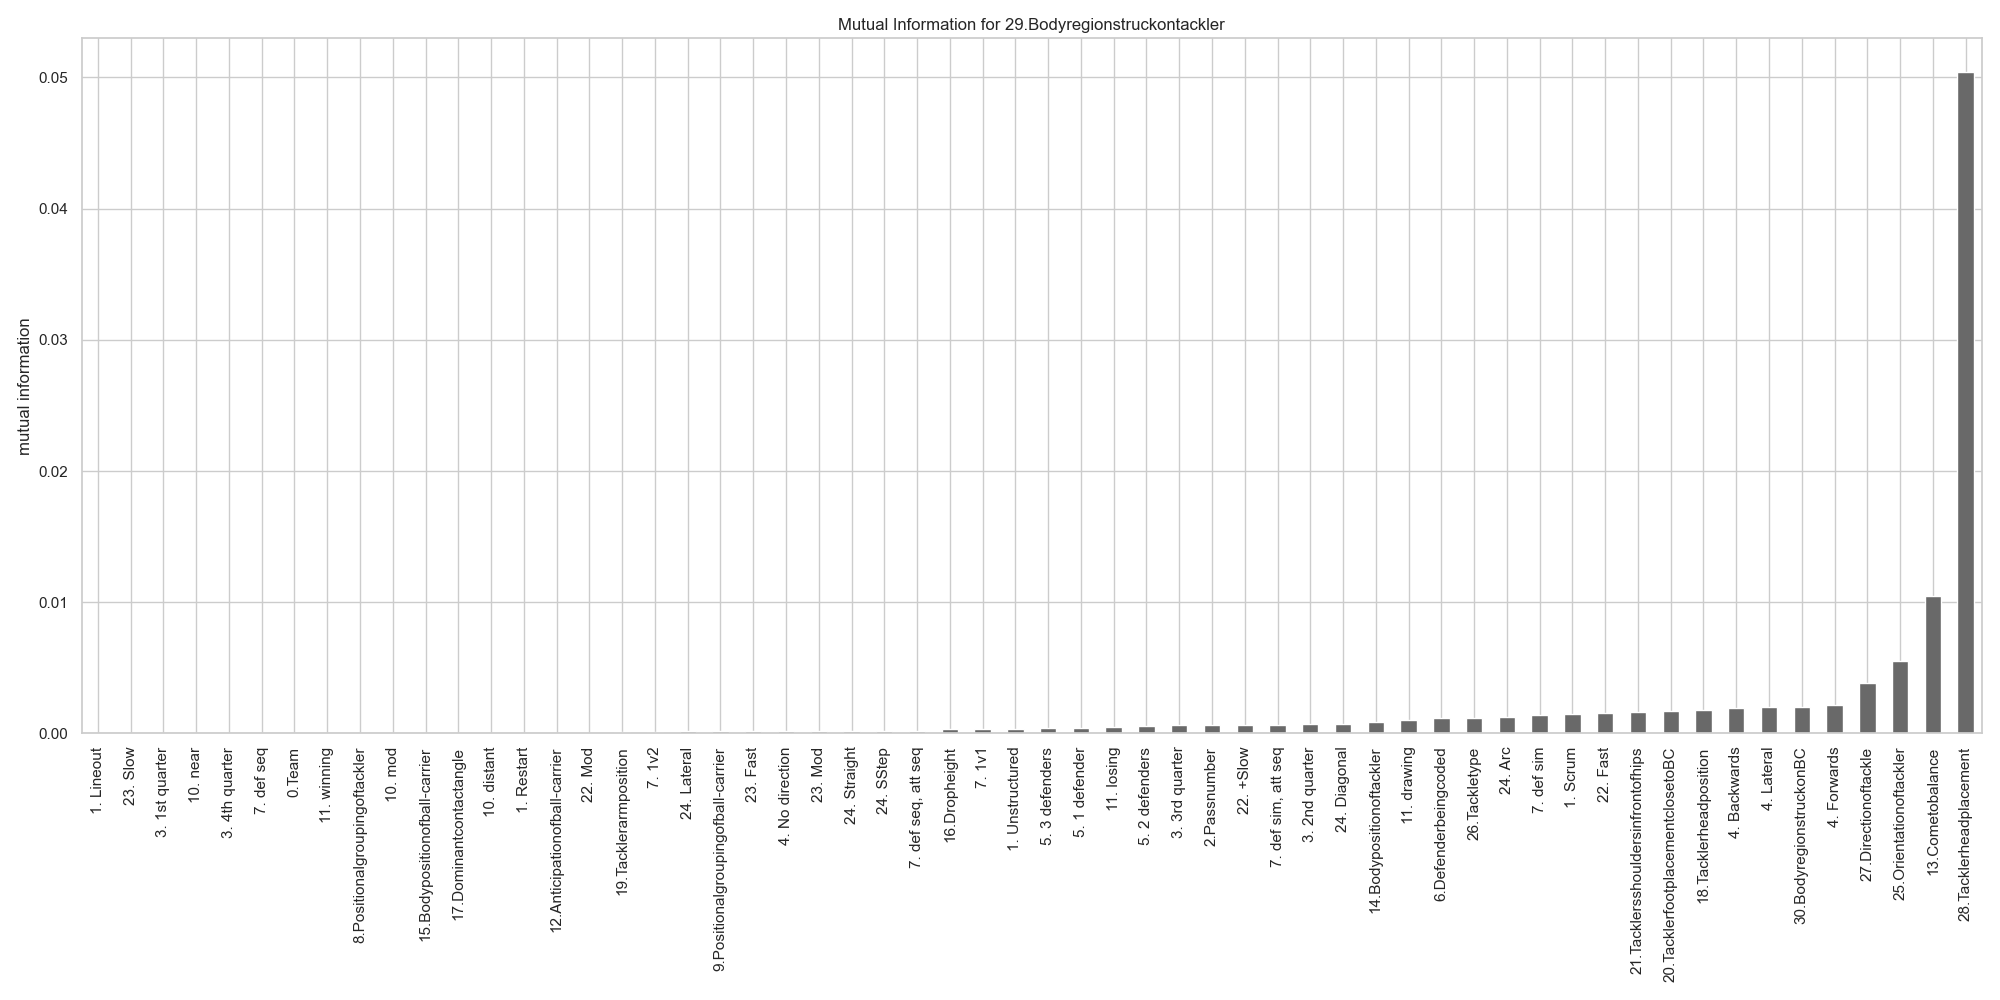 Mutual Information for 29.Bodyregionstruckontackler
mutual information
0.05
0.04
0.03
0.02
0.01
0.00
1. Lineout
23. Slow
3. 1st quarter
10. near
3. 4th quarter
7. def seq
0.Team
11. winning
8.Positionalgroupingoftackler
10. mod
15.Bodypositionofball-carrier
17.Dominantcontactangle
10. distant
1. Restart
12.Anticipationofball-carrier
22. Mod
19.Tacklerarmposition
7. 1v2
24. Lateral
9.Positionalgroupingofball-carrier
23. Fast
4. No direction
23. Mod
24. Straight
24. SStep
7. def seq, att seq
16.Dropheight
7. 1v1
1. Unstructured
5. 3 defenders
5. 1 defender
11. losing
5. 2 defenders
3. 3rd quarter
2.Passnumber
22. +Slow
7. def sim, att seq
3. 2nd quarter
24. Diagonal
14.Bodypositionoftackler
11. drawing
6.Defenderbeingcoded
26.Tackletype
24. Arc
7. def sim
1. Scrum
22. Fast
21.Tacklersshouldersinfrontofhips
20.TacklerfootplacementclosetoBC
18.Tacklerheadposition
4. Backwards
4. Lateral
30.BodyregionstruckonBC
4. Forwards
27.Directionoftackle
25.Orientationoftackler
13.Cometobalance
28.Tacklerheadplacement